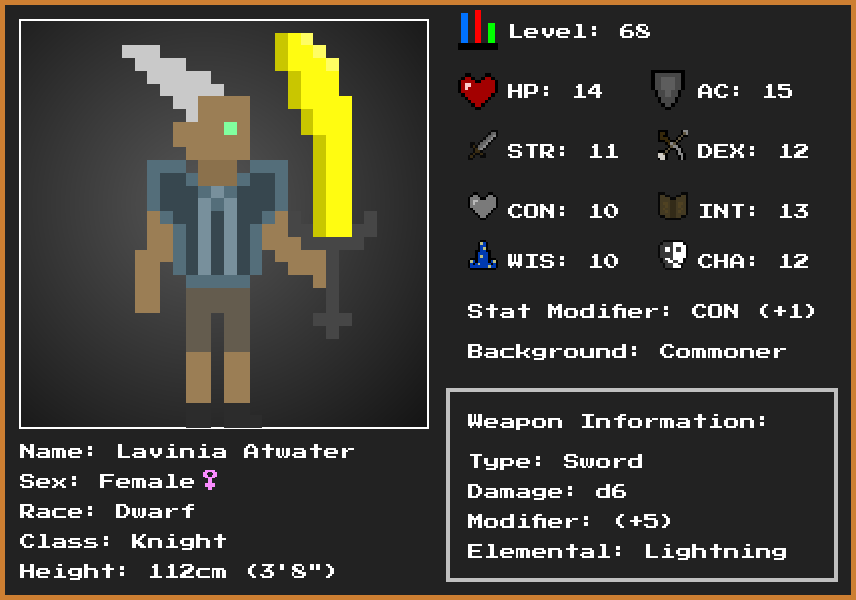 Level: 68
HP: 14 AC: 15
STR: 11 DEX: 12
CON: 10 INT: 13
WIS: 10 CHA: 12
Stat Modifier: CON (+1)
Background: Commoner
Weapon Information:
Type: Sword
Damage: d6
Modifier: (+5)
Elemental: Lightning
Name: Lavinia Atwater
Sex: Female♀
Race: Dwarf
Class: Knight
Height: 112cm (3'8")